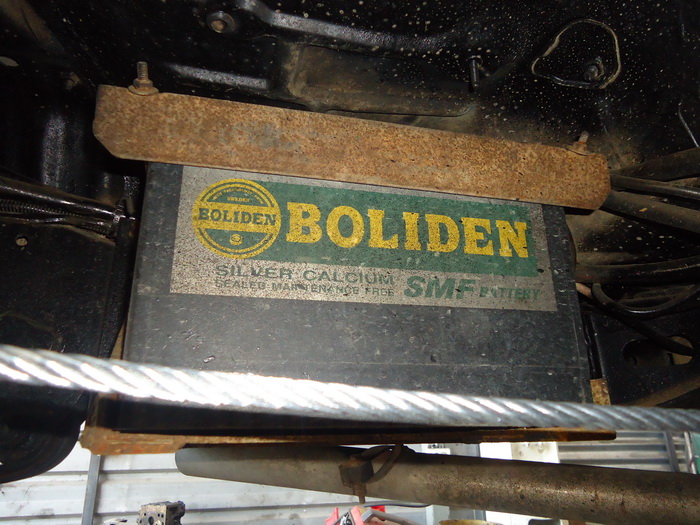 BOLIDEN
BOLIDEN
SILVER CALCIUM
SEALED MAINTENANCE FREE
SMF BATTERY